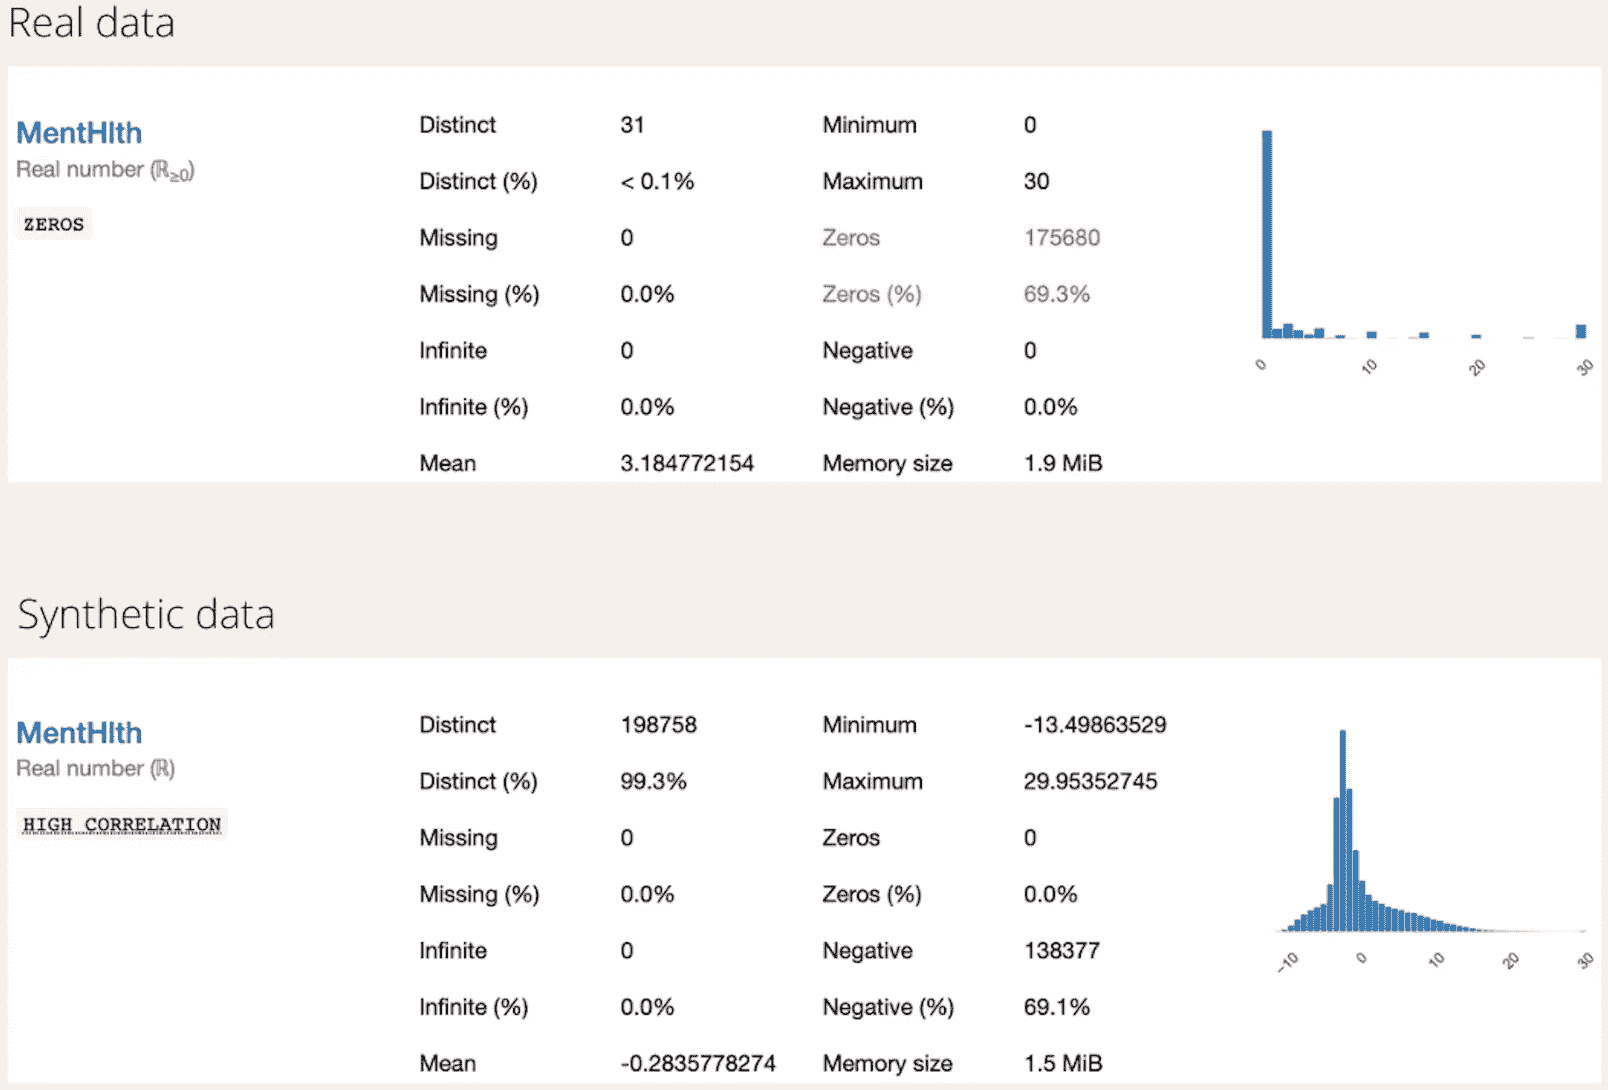 Real data
MentHlth
Real number (ℝ≥0)
ZEROS
Distinct 31 Minimum 0
Distinct (%) < 0.1% Maximum 30
Missing 0 Zeros 175680
Missing (%) 0.0% Zeros (%) 69.3%
Infinite 0 Negative 0
Infinite (%) 0.0% Negative (%) 0.0%
Mean 3.184772154 Memory size 1.9 MiB
0 10 20 30
Synthetic data
MentHlth
Real number (ℝ)
HIGH CORRELATION
Distinct 198758 Minimum -13.49863529
Distinct (%) 99.3% Maximum 29.95352745
Missing 0 Zeros 0
Missing (%) 0.0% Zeros (%) 0.0%
Infinite 0 Negative 138377
Infinite (%) 0.0% Negative (%) 69.1%
Mean -0.2835778274 Memory size 1.5 MiB
-10 0 10 20 30